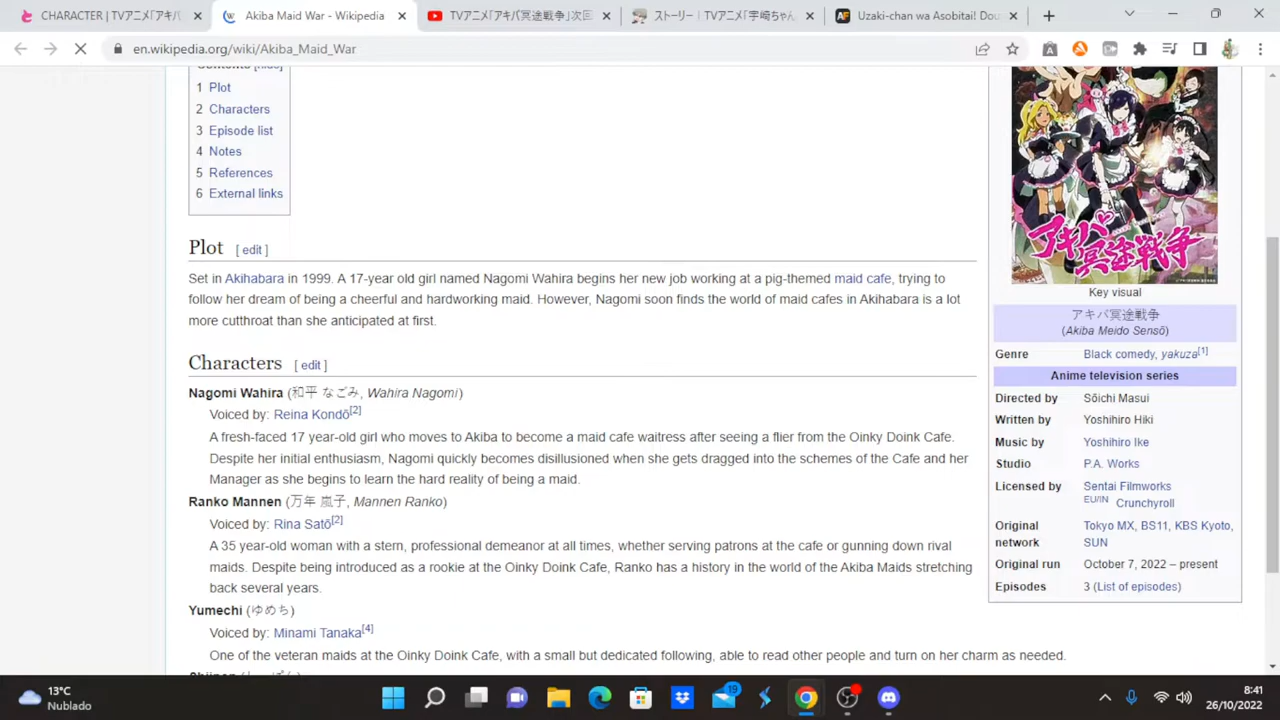 CHARACTER | TVアニメ「アキバ
Akiba Maid War - Wikipedia
TVアニメ「アキバ冥途戦争」次回
ストーリー | TVアニメ「宇崎ちゃん
Uzaki-chan wa Asobitai! Dou
en.wikipedia.org/wiki/Akiba_Maid_War
Contents [hide]
1 Plot
2 Characters
3 Episode list
4 Notes
5 References
6 External links
Plot [ edit ]
Set in Akihabara in 1999. A 17-year old girl named Nagomi Wahira begins her new job working at a pig-themed maid cafe, trying to
follow her dream of being a cheerful and hardworking maid. However, Nagomi soon finds the world of maid cafes in Akihabara is a lot
more cutthroat than she anticipated at first.
Characters [ edit ]
Nagomi Wahira (和平 なごみ, Wahira Nagomi)
Voiced by: Reina Kondō[2]
A fresh-faced 17 year-old girl who moves to Akiba to become a maid cafe waitress after seeing a flier from the Oinky Doink Cafe.
Despite her initial enthusiasm, Nagomi quickly becomes disillusioned when she gets dragged into the schemes of the Cafe and her
Manager as she begins to learn the hard reality of being a maid.
Ranko Mannen (万年 嵐子, Mannen Ranko)
Voiced by: Rina Satō[2]
A 35 year-old woman with a stern, professional demeanor at all times, whether serving patrons at the cafe or gunning down rival
maids. Despite being introduced as a rookie at the Oinky Doink Cafe, Ranko has a history in the world of the Akiba Maids stretching
back several years.
Yumechi (ゆめち)
Voiced by: Minami Tanaka[4]
One of the veteran maids at the Oinky Doink Cafe, with a small but dedicated following, able to read other people and turn on her charm as needed.
アキバ
冥途戦争
Key visual
アキバ冥途戦争
(Akiba Meido Sensō)
Genre Black comedy, yakuza[1]
Anime television series
Directed by Sōichi Masui
Written by Yoshihiro Hiki
Music by Yoshihiro Ike
Studio P.A. Works
Licensed by Sentai Filmworks
EU/IN Crunchyroll
Original network Tokyo MX, BS11, KBS Kyoto,
SUN
Original run October 7, 2022 – present
Episodes 3 (List of episodes)
13°C
Nublado
19
8:41
26/10/2022